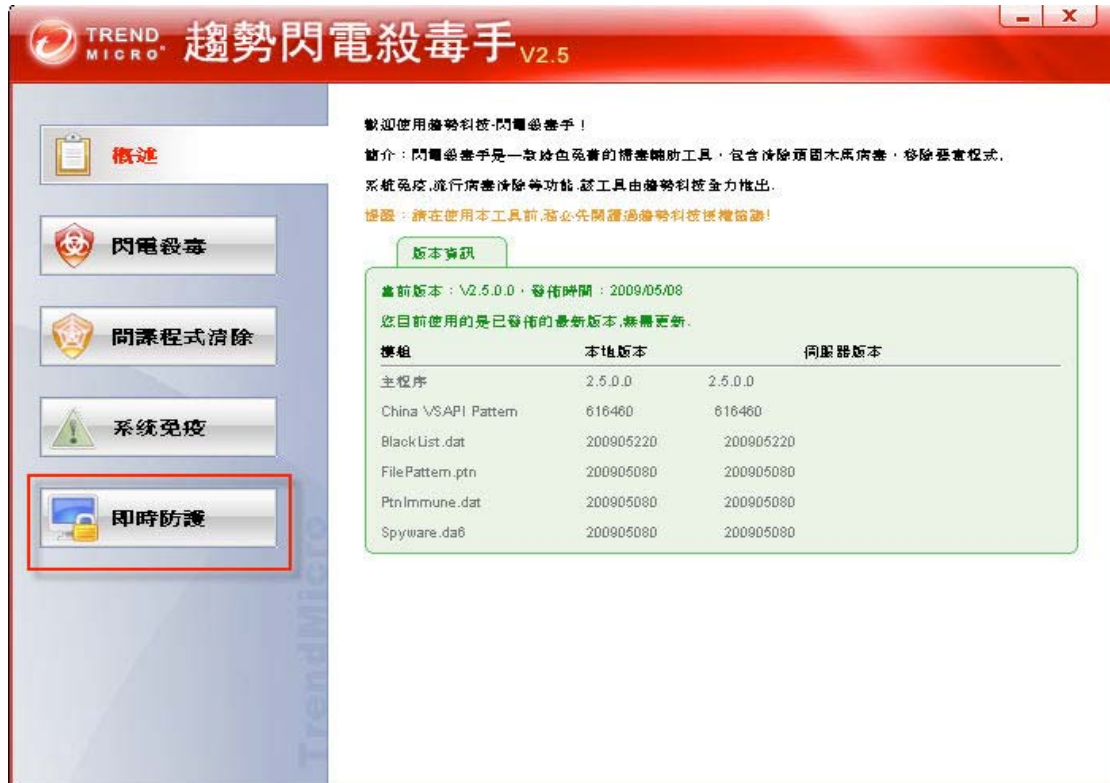 TREND MICRO 趨勢閃電殺毒手 V2.5
概述
閃電殺毒
間諜程式清除
系統免疫
即時防護
TrendMicro
歡迎使用趨勢科技-閃電殺毒手！
簡介：閃電殺毒手是一款綠色免費的掃毒輔助工具，包含清除頑固木馬病毒，移除惡意程式,
系統免疫,流行病毒清除等功能.該工具由趨勢科技全力推出.
提醒：請在使用本工具前,務必先閱讀過趨勢科技授權協議!
版本資訊
當前版本：V2.5.0.0，發佈時間：2009/05/08
您目前使用的是已發佈的最新版本,無需更新.
模組 本地版本 伺服器版本
主程序 2.5.0.0 2.5.0.0
China VSAPI Pattern 616460 616460
BlackList.dat 200905220 200905220
FilePattern.ptn 200905080 200905080
PtnImmune.dat 200905080 200905080
Spyware.da6 200905080 200905080